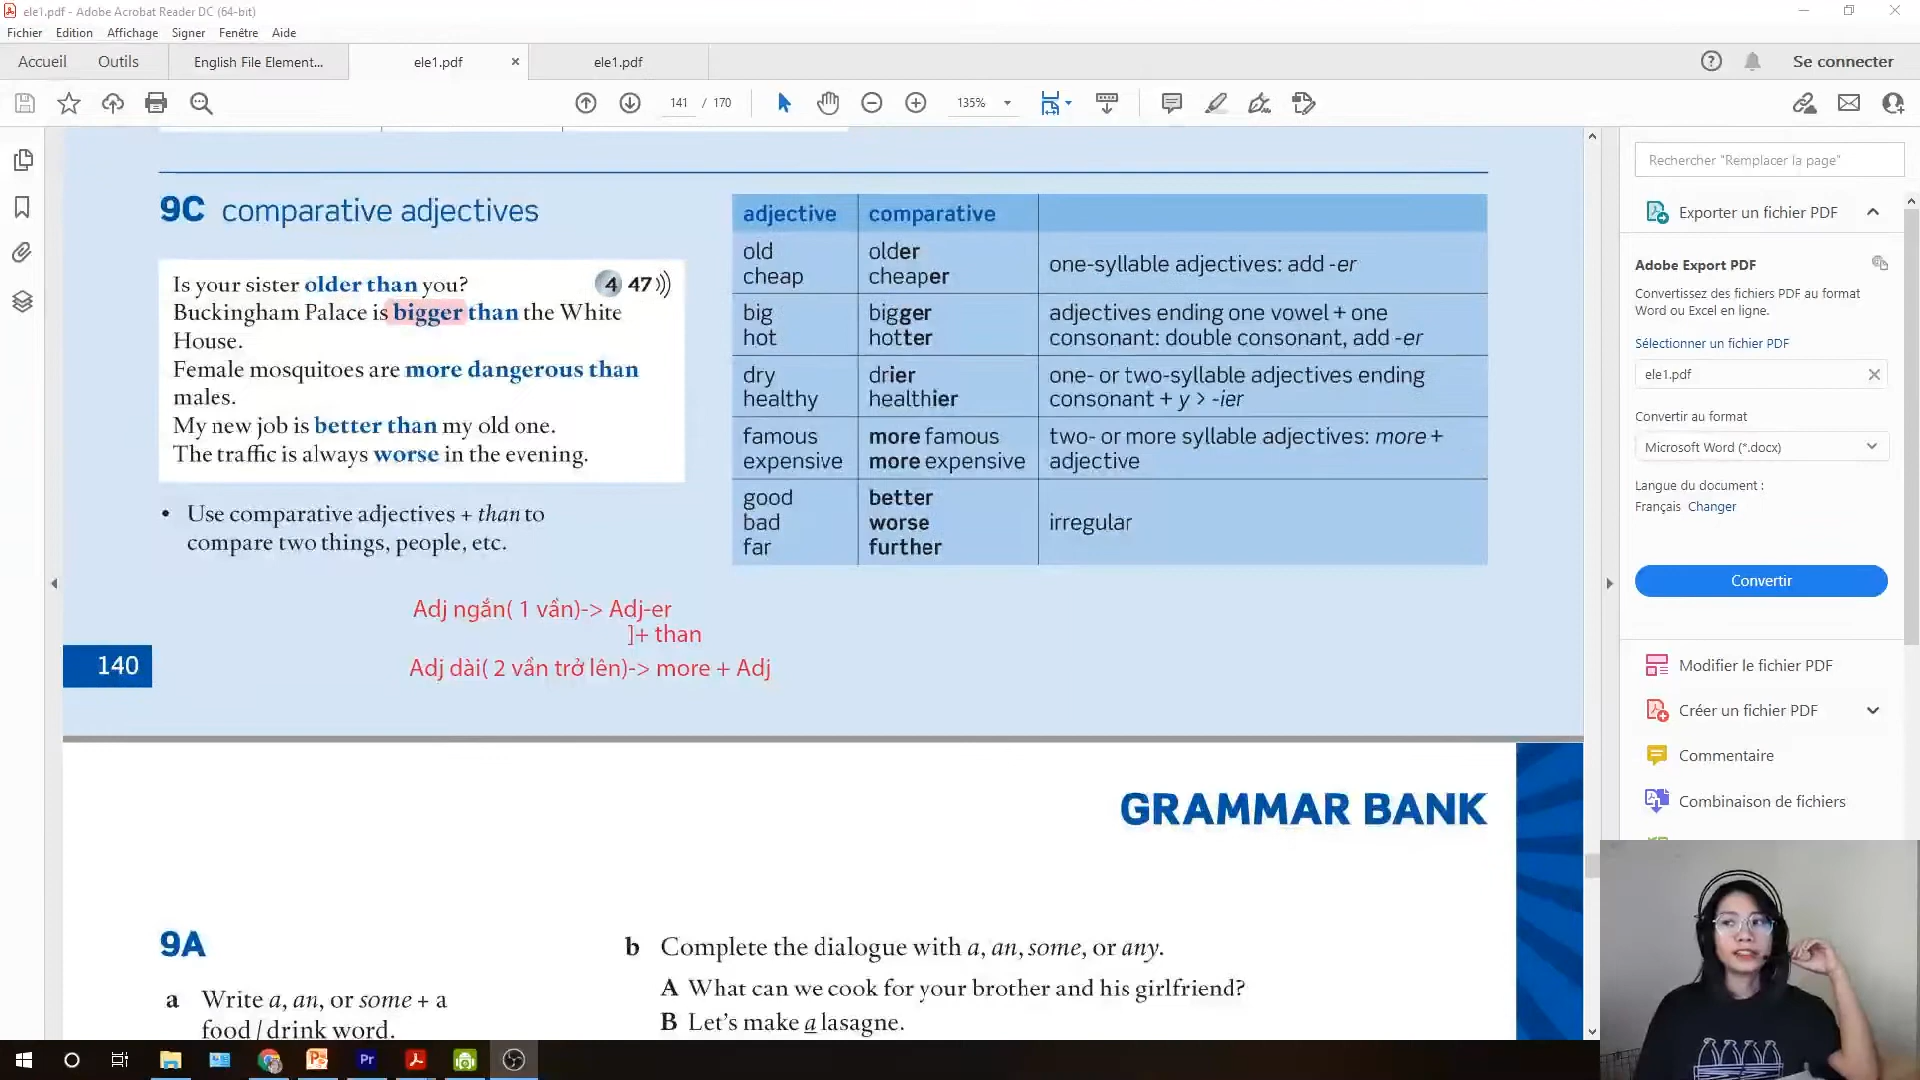 ele1.pdf - Adobe Acrobat Reader DC (64-bit)
Fichier Edition Affichage Signer Fenêtre Aide
Accueil Outils English File Element... ele1.pdf × ele1.pdf Se connecter
141 / 170 135%
9C comparative adjectives
Is your sister older than you? 4 47
Buckingham Palace is bigger than the White
House.
Female mosquitoes are more dangerous than
males.
My new job is better than my old one.
The traffic is always worse in the evening.
• Use comparative adjectives + than to
compare two things, people, etc.
adjective comparative
old older
cheap cheaper
one-syllable adjectives: add -er
big bigger
hot hotter
adjectives ending one vowel + one
consonant: double consonant, add -er
dry drier
healthy healthier
one- or two-syllable adjectives ending
consonant + y > -ier
famous more famous
expensive more expensive
two- or more syllable adjectives: more +
adjective
good better
bad worse
far further
irregular
Adj ngắn( 1 vần)-> Adj-er
]+ than
Adj dài( 2 vần trở lên)-> more + Adj
140
GRAMMAR BANK
9A
a Write a, an, or some + a
food / drink word.
b Complete the dialogue with a, an, some, or any.
A What can we cook for your brother and his girlfriend?
B Let's make a lasagne.
Rechercher "Remplacer la page"
Exporter un fichier PDF
Adobe Export PDF
Convertissez des fichiers PDF au format
Word ou Excel en ligne.
Sélectionner un fichier PDF
ele1.pdf
Convertir au format
Microsoft Word (*.docx)
Langue du document :
Français Changer
Convertir
Modifier le fichier PDF
Créer un fichier PDF
Commentaire
Combinaison de fichiers
Pr